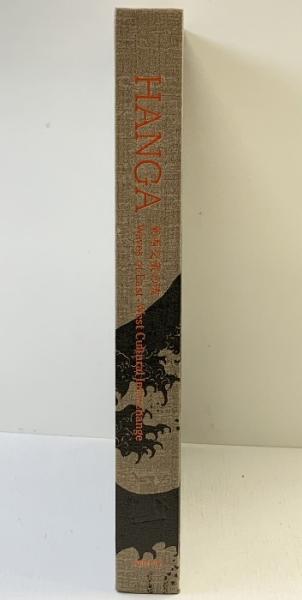 HANGA
東西交流の波
Waves of East-West Cultural Interchange